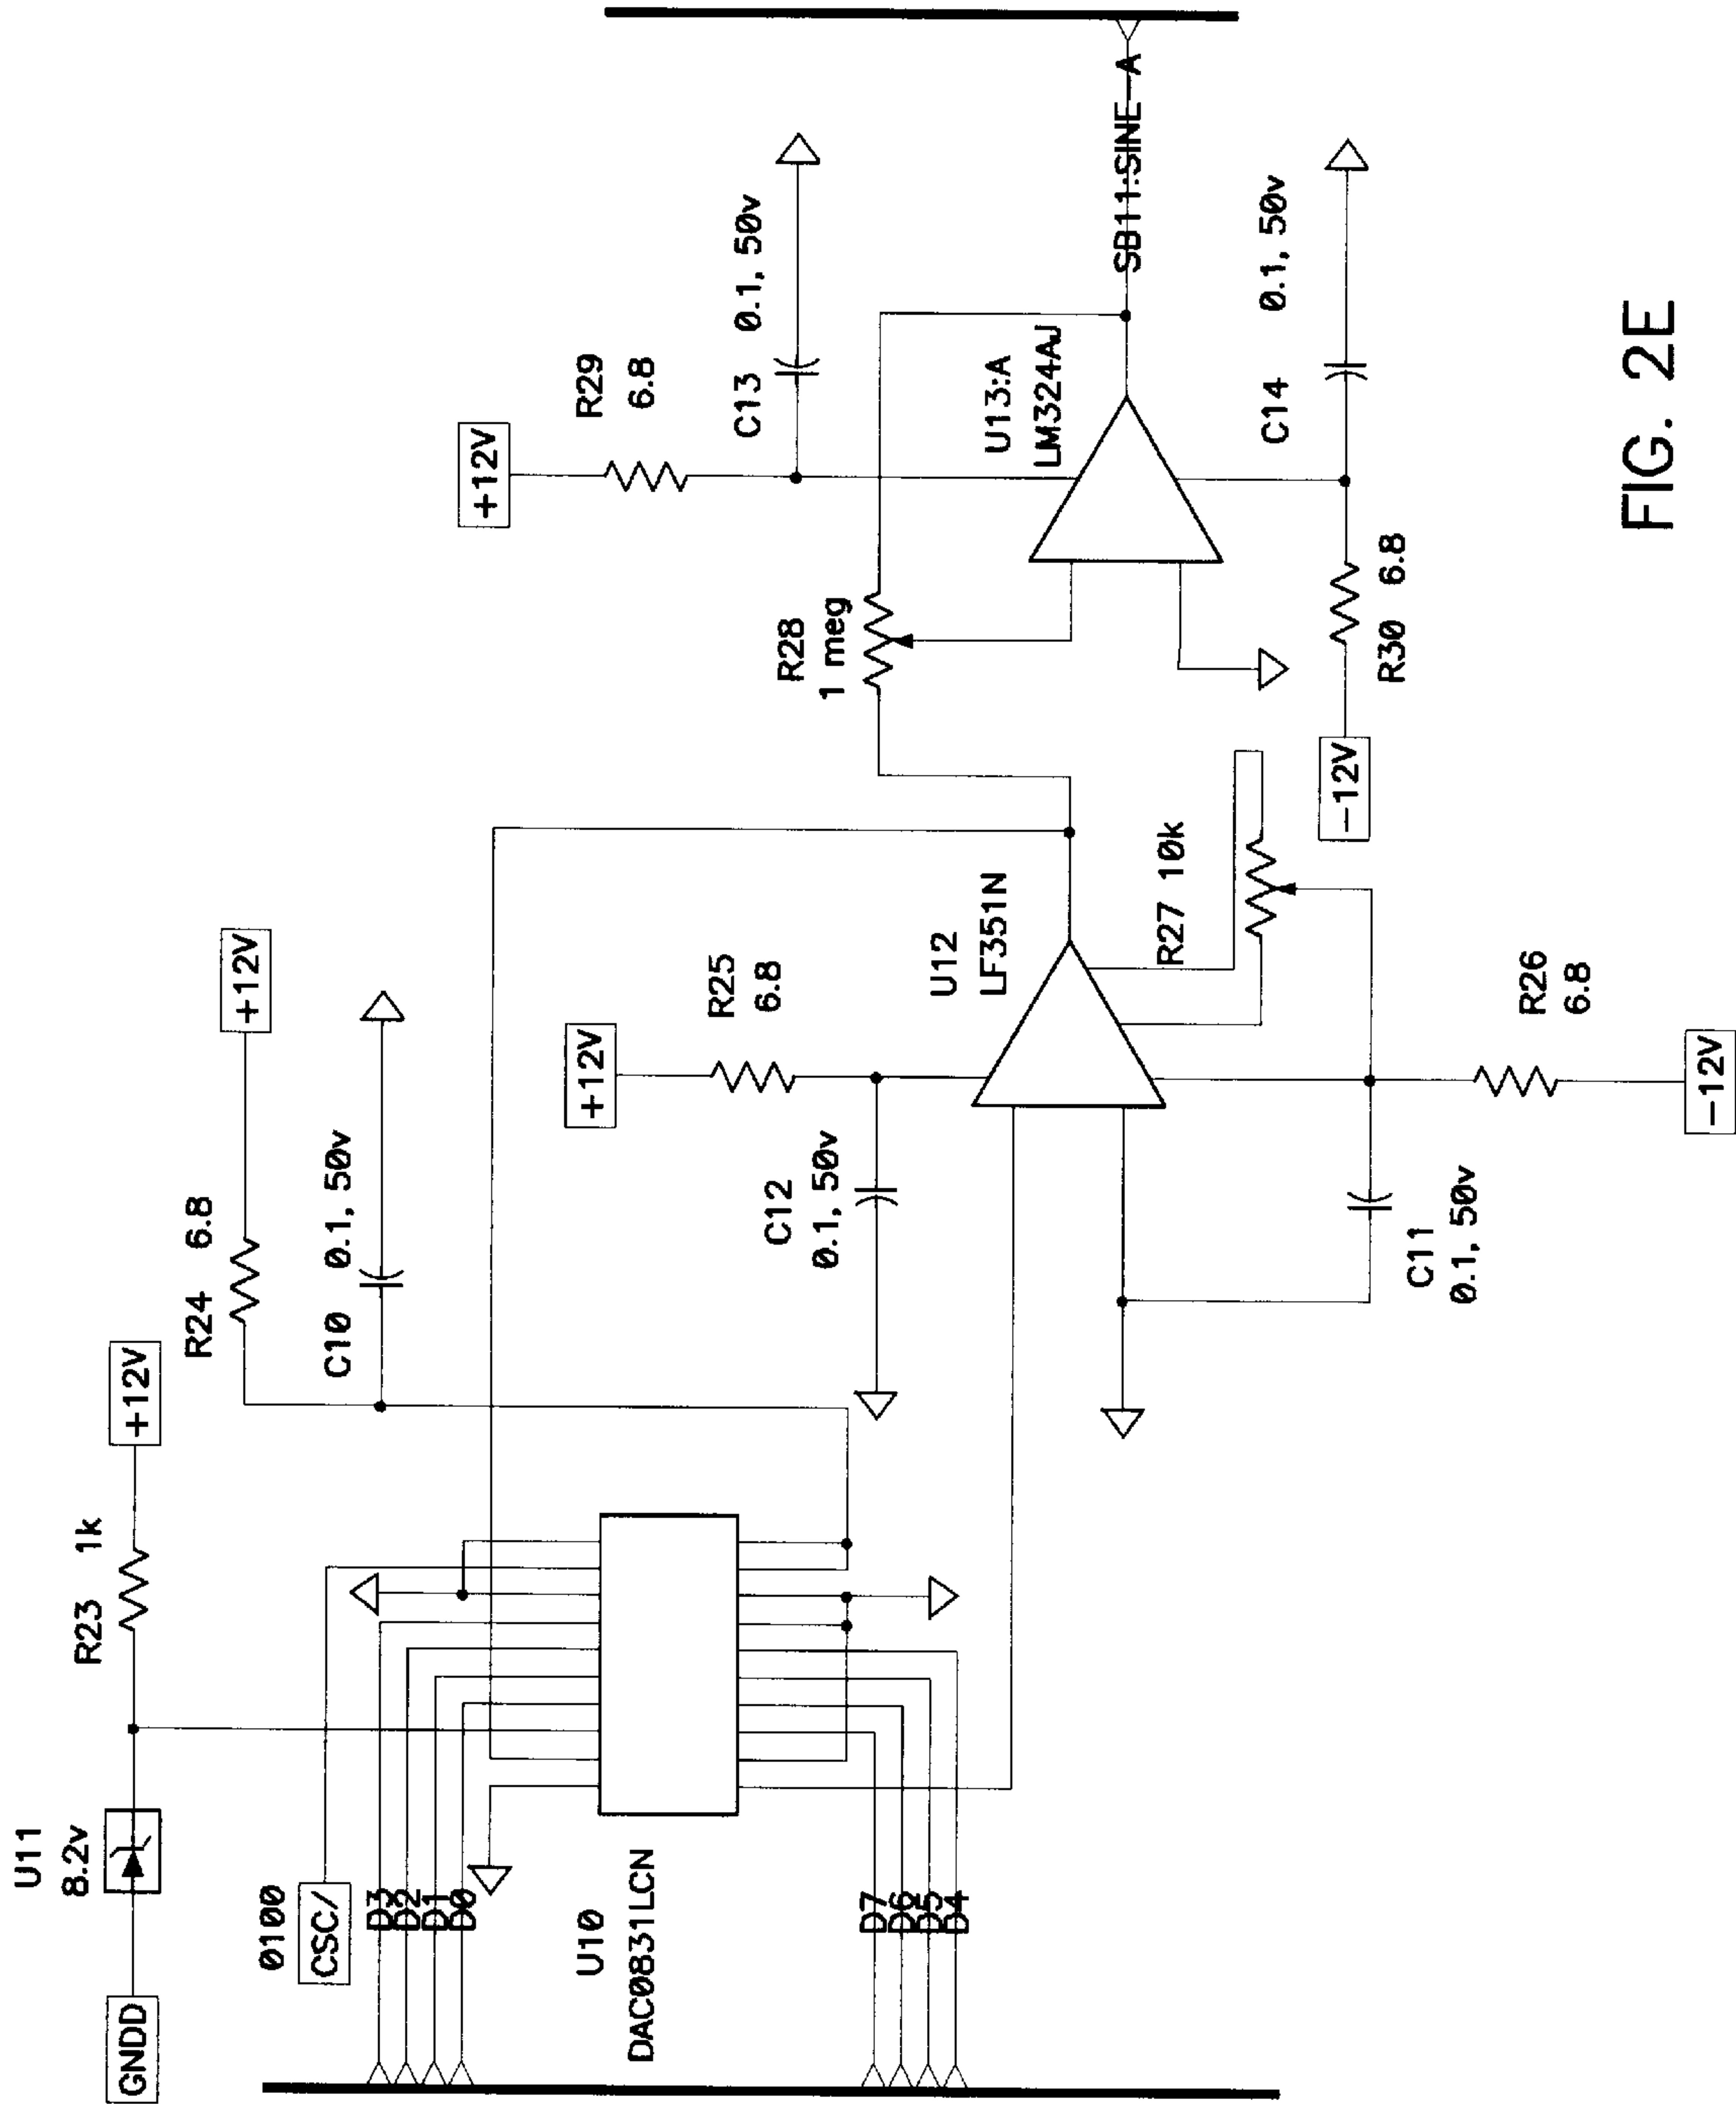 GNDD
U11
8.2v
R23 1k
+12V
R24 6.8
+12V
C10 0.1, 50v
0100
CSC/
D3
D2
D1
D0
U10
DAC0831LCN
D7
D6
D5
D4
+12V
R25
6.8
C12
0.1, 50v
U12
LF351N
R27 10k
C11
0.1, 50v
R26
6.8
-12V
+12V
R29
6.8
C13 0.1, 50v
R28
1 meg
U13:A
LM324AJ
SB11:SINE-A
C14 0.1, 50v
R30 6.8
-12V
FIG. 2E